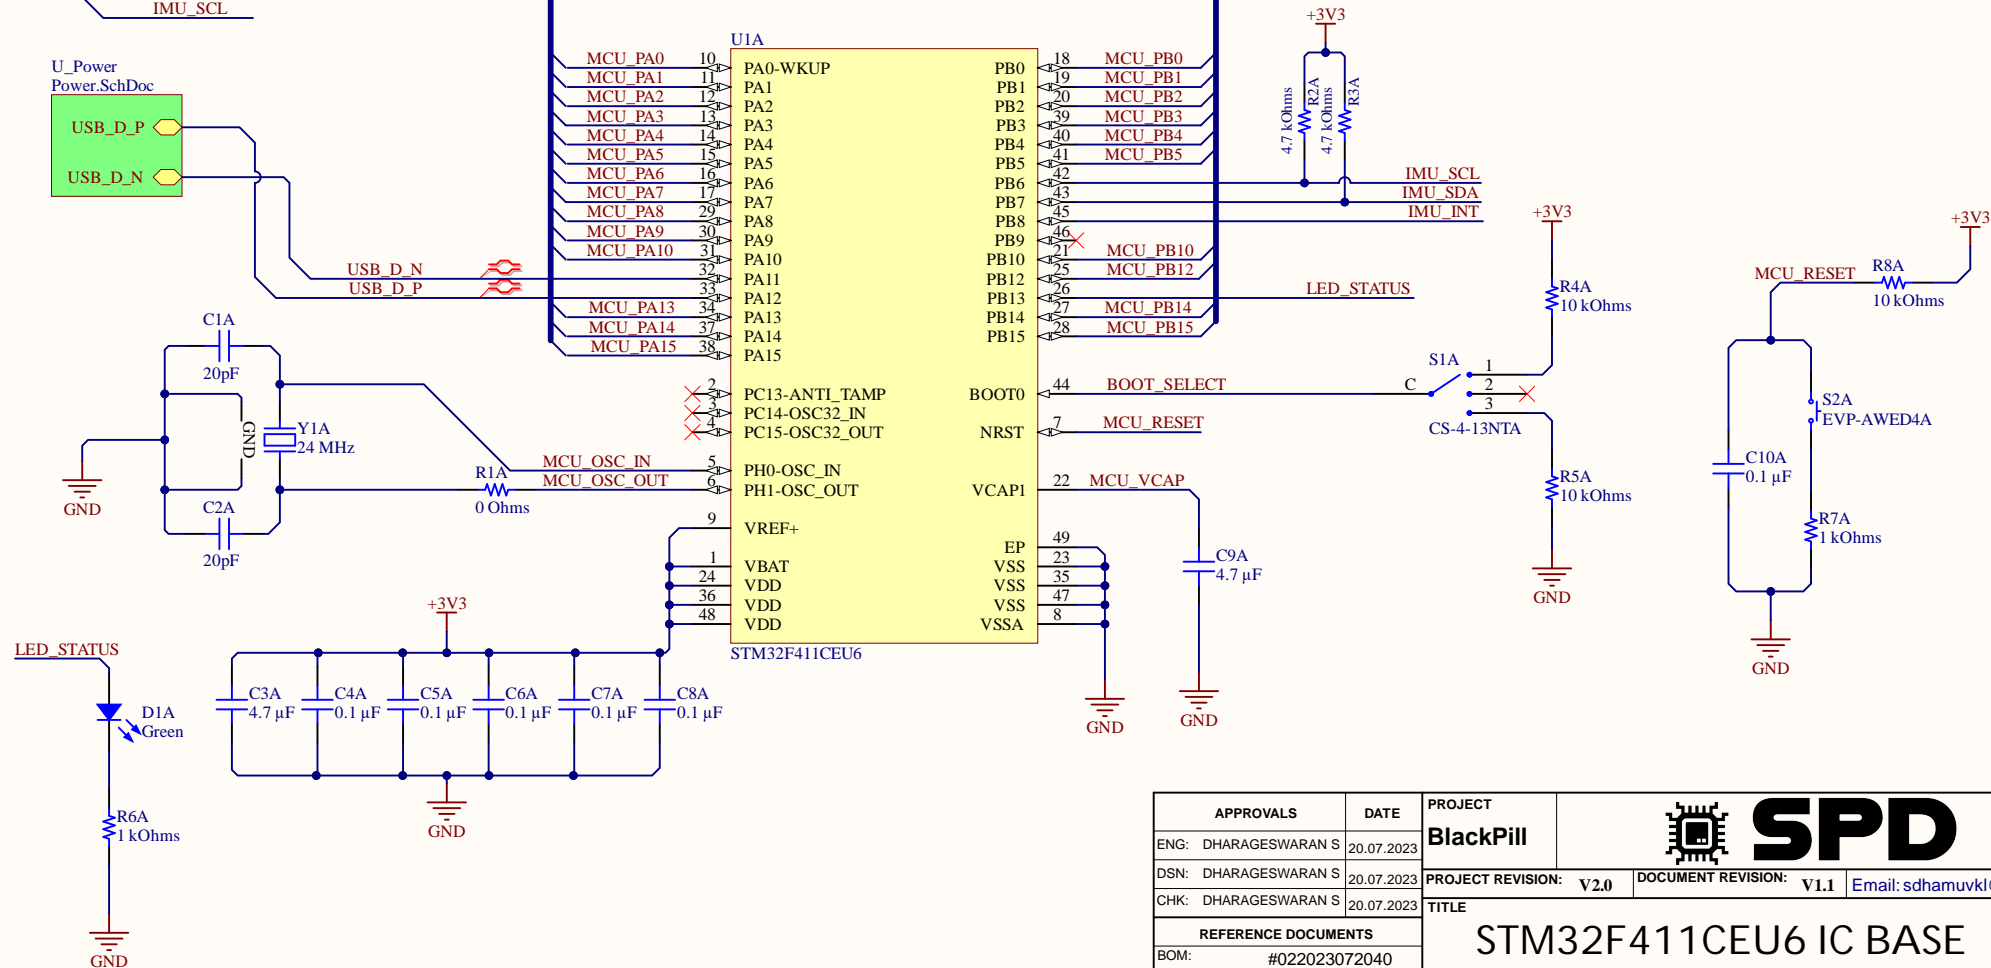 IMU_SCL
U_Power
Power.SchDoc
USB_D_P
USB_D_N
USB_D_N
USB_D_P
U1A
MCU_PA0 10 PA0-WKUP
MCU_PA1 11 PA1
MCU_PA2 12 PA2
MCU_PA3 13 PA3
MCU_PA4 14 PA4
MCU_PA5 15 PA5
MCU_PA6 16 PA6
MCU_PA7 17 PA7
MCU_PA8 29 PA8
MCU_PA9 30 PA9
MCU_PA10 31 PA10
32 PA11
33 PA12
MCU_PA13 34 PA13
MCU_PA14 37 PA14
MCU_PA15 38 PA15
2 PC13-ANTI_TAMP
3 PC14-OSC32_IN
4 PC15-OSC32_OUT
MCU_OSC_IN 5 PH0-OSC_IN
MCU_OSC_OUT 6 PH1-OSC_OUT
9 VREF+
1 VBAT
24 VDD
36 VDD
48 VDD
STM32F411CEU6
PB0 18 MCU_PB0
PB1 19 MCU_PB1
PB2 20 MCU_PB2
PB3 39 MCU_PB3
PB4 40 MCU_PB4
PB5 41 MCU_PB5
PB6 42 IMU_SCL
PB7 43 IMU_SDA
PB8 45 IMU_INT
PB9 46
PB10 21 MCU_PB10
PB12 25 MCU_PB12
PB13 26 LED_STATUS
PB14 27 MCU_PB14
PB15 28 MCU_PB15
BOOT0 44 BOOT_SELECT
NRST 7 MCU_RESET
VCAP1 22 MCU_VCAP
EP 49
VSS 23
VSS 35
VSS 47
VSSA 8
GND
C9A
4.7 µF
GND
+3V3
R2A
4.7 kOhms
R3A
4.7 kOhms
+3V3
R4A
10 kOhms
S1A
C
1
2
3
CS-4-13NTA
R5A
10 kOhms
GND
+3V3
MCU_RESET
R8A
10 kOhms
S2A
EVP-AWED4A
C10A
0.1 µF
R7A
1 kOhms
GND
C1A
20pF
GND
Y1A
24 MHz
R1A
0 Ohms
GND
C2A
20pF
LED_STATUS
D1A
Green
R6A
1 kOhms
GND
+3V3
C3A
4.7 µF
C4A
0.1 µF
C5A
0.1 µF
C6A
0.1 µF
C7A
0.1 µF
C8A
0.1 µF
GND
APPROVALS DATE
ENG: DHARAGESWARAN S 20.07.2023
DSN: DHARAGESWARAN S 20.07.2023
CHK: DHARAGESWARAN S 20.07.2023
REFERENCE DOCUMENTS
BOM: #022023072040
PROJECT
BlackPill
SPD
PROJECT REVISION: V2.0 DOCUMENT REVISION: V1.1 Email: sdhamuvkl
TITLE
STM32F411CEU6 IC BASE